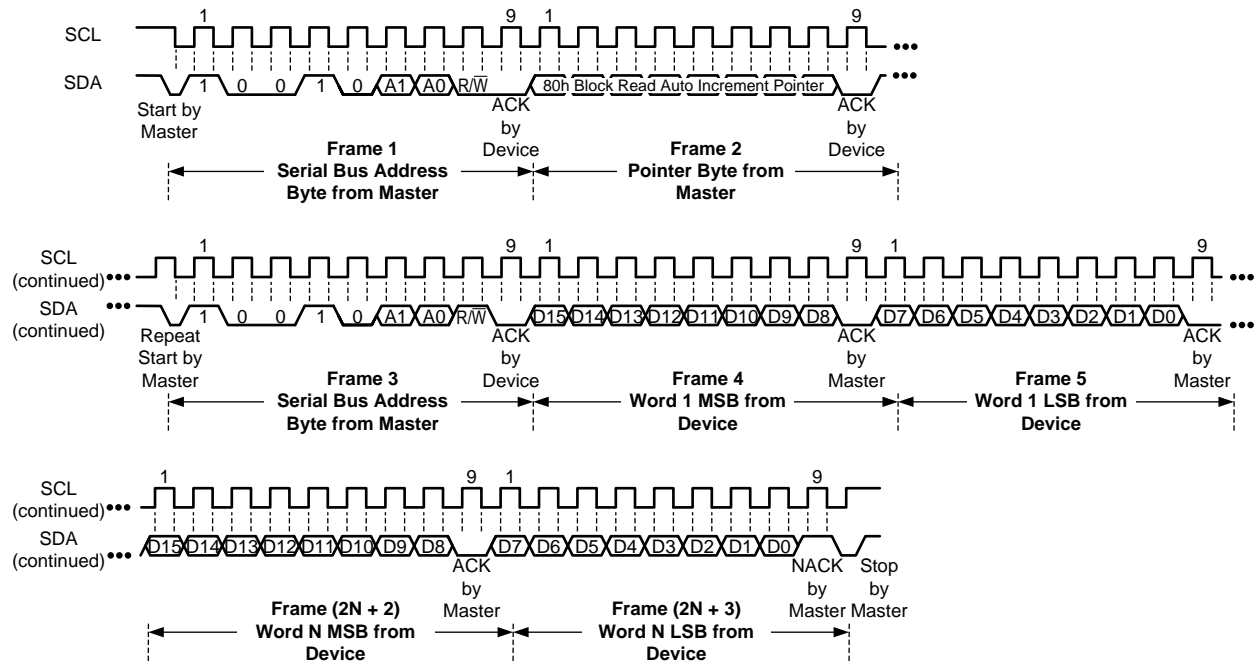 1 9 1 9
SCL
SDA
1 0 0 1 0 A1 A0 R/W̅ 80h Block Read Auto Increment Pointer
Start by
Master
ACK
by
Device
ACK
by
Device
Frame 1
Serial Bus Address
Byte from Master
Frame 2
Pointer Byte from
Master
1 9 1 9 1 9
SCL
(continued)
SDA
(continued)
1 0 0 1 0 A1 A0 R/W̅ D15 D14 D13 D12 D11 D10 D9 D8 D7 D6 D5 D4 D3 D2 D1 D0
Repeat
Start by
Master
ACK
by
Device
ACK
by
Master
ACK
by
Master
Frame 3
Serial Bus Address
Byte from Master
Frame 4
Word 1 MSB from
Device
Frame 5
Word 1 LSB from
Device
1 9 1 9
SCL
(continued)
SDA
(continued)
D15 D14 D13 D12 D11 D10 D9 D8 D7 D6 D5 D4 D3 D2 D1 D0
ACK
by
Master
NACK
by
Master
Stop
by
Master
Frame (2N + 2)
Word N MSB from
Device
Frame (2N + 3)
Word N LSB from
Device